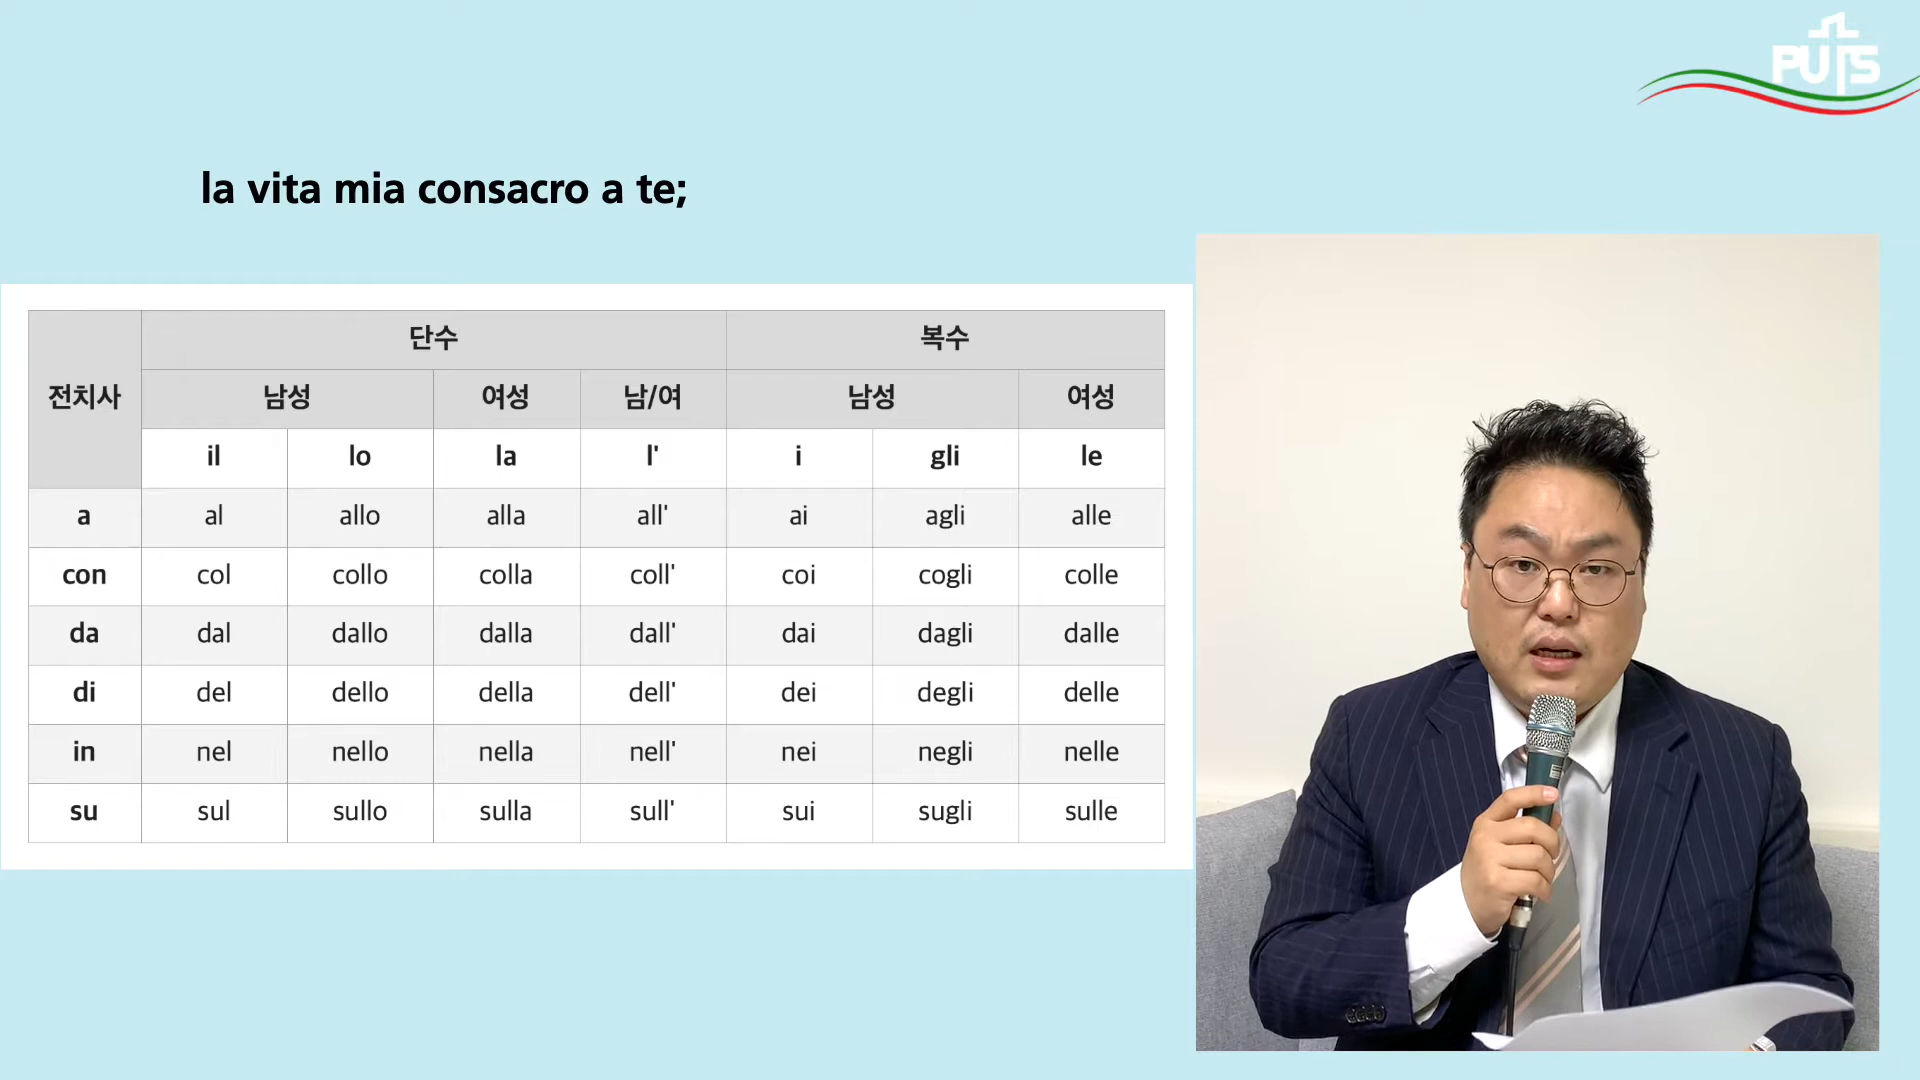 PUTS
la vita mia consacro a te;
전치사 단수 복수
남성 여성 남/여 남성 여성
il lo la l' i gli le
a al allo alla all' ai agli alle
con col collo colla coll' coi cogli colle
da dal dallo dalla dall' dai dagli dalle
di del dello della dell' dei degli delle
in nel nello nella nell' nei negli nelle
su sul sullo sulla sull' sui sugli sulle